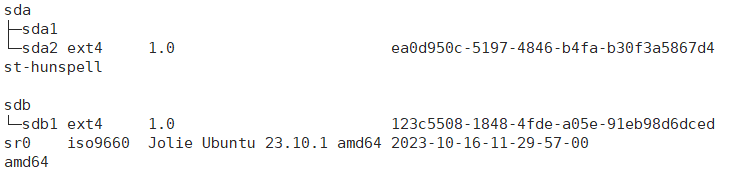 sda
├─sda1
└─sda2 ext4     1.0                        ea0d950c-5197-4846-b4fa-b30f3a5867d4
st-hunspell

sdb
└─sdb1 ext4     1.0                        123c5508-1848-4fde-a05e-91eb98d6dced
sr0    iso9660  Jolie Ubuntu 23.10.1 amd64 2023-10-16-11-29-57-00
amd64